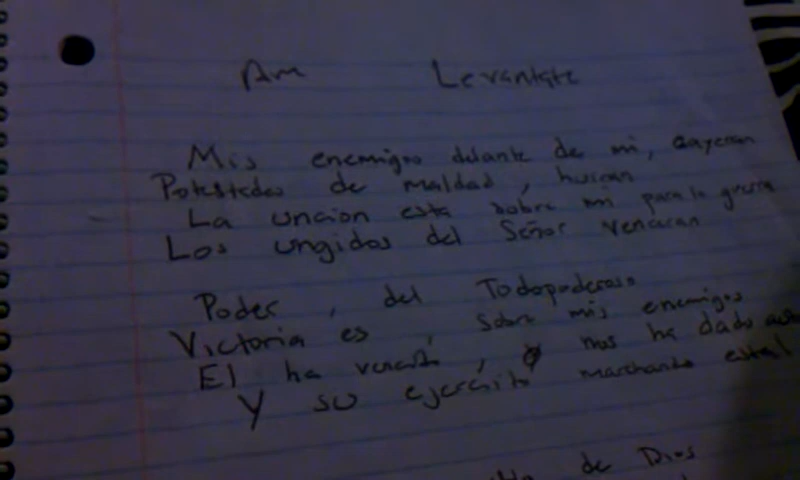 Am Levantate
Mis enemigos delante de mi, cayeran
Potestades de maldad, huiran
La uncion esta sobre mi para la guerra
Los ungidos del Señor venceran
Poder, del Todopoderoso
Victoria es, sobre mis enemigos
El ha vencido, nos ha dado
Y su ejercito marchando esta
de Dios